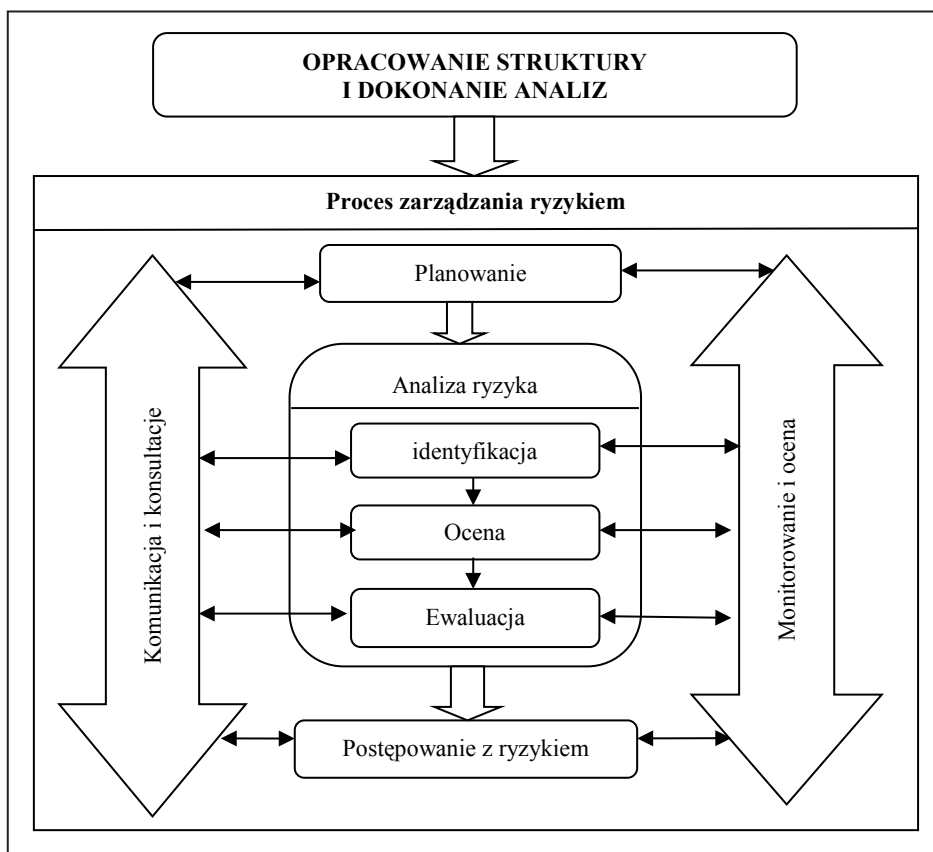 OPRACOWANIE STRUKTURY
I DOKONANIE ANALIZ
Proces zarządzania ryzykiem
Planowanie
Analiza ryzyka
identyfikacja
Ocena
Ewaluacja
Postępowanie z ryzykiem
Komunikacja i konsultacje
Monitorowanie i ocena